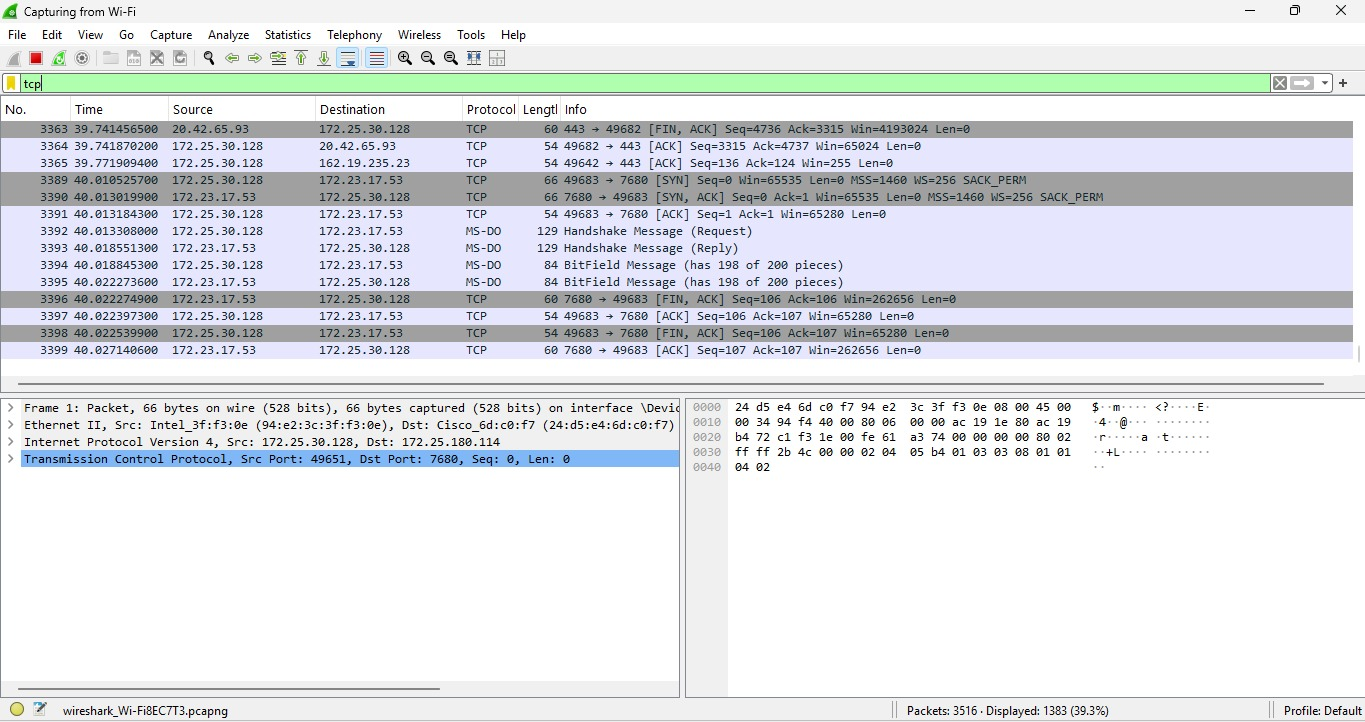 Capturing from Wi-Fi
File Edit View Go Capture Analyze Statistics Telephony Wireless Tools Help
tcp
No. Time Source Destination Protocol Lengtl Info
3363 39.741456500 20.42.65.93 172.25.30.128 TCP 60 443 → 49682 [FIN, ACK] Seq=4736 Ack=3315 Win=4193024 Len=0
3364 39.741870200 172.25.30.128 20.42.65.93 TCP 54 49682 → 443 [ACK] Seq=3315 Ack=4737 Win=65024 Len=0
3365 39.771909400 172.25.30.128 162.19.235.23 TCP 54 49642 → 443 [ACK] Seq=136 Ack=124 Win=255 Len=0
3389 40.010525700 172.25.30.128 172.23.17.53 TCP 66 49683 → 7680 [SYN] Seq=0 Win=65535 Len=0 MSS=1460 WS=256 SACK_PERM
3390 40.013019900 172.23.17.53 172.25.30.128 TCP 66 7680 → 49683 [SYN, ACK] Seq=0 Ack=1 Win=65535 Len=0 MSS=1460 WS=256 SACK_PERM
3391 40.013184300 172.25.30.128 172.23.17.53 TCP 54 49683 → 7680 [ACK] Seq=1 Ack=1 Win=65280 Len=0
3392 40.013308000 172.25.30.128 172.23.17.53 MS-DO 129 Handshake Message (Request)
3393 40.018551300 172.23.17.53 172.25.30.128 MS-DO 129 Handshake Message (Reply)
3394 40.018845300 172.25.30.128 172.23.17.53 MS-DO 84 BitField Message (has 198 of 200 pieces)
3395 40.022273600 172.23.17.53 172.25.30.128 MS-DO 84 BitField Message (has 198 of 200 pieces)
3396 40.022274900 172.23.17.53 172.25.30.128 TCP 60 7680 → 49683 [FIN, ACK] Seq=106 Ack=106 Win=262656 Len=0
3397 40.022397300 172.25.30.128 172.23.17.53 TCP 54 49683 → 7680 [ACK] Seq=106 Ack=107 Win=65280 Len=0
3398 40.022539900 172.25.30.128 172.23.17.53 TCP 54 49683 → 7680 [FIN, ACK] Seq=106 Ack=107 Win=65280 Len=0
3399 40.027140600 172.23.17.53 172.25.30.128 TCP 60 7680 → 49683 [ACK] Seq=107 Ack=107 Win=262656 Len=0
Frame 1: Packet, 66 bytes on wire (528 bits), 66 bytes captured (528 bits) on interface \Devic
Ethernet II, Src: Intel_3f:f3:0e (94:e2:3c:3f:f3:0e), Dst: Cisco_6d:c0:f7 (24:d5:e4:6d:c0:f7)
Internet Protocol Version 4, Src: 172.25.30.128, Dst: 172.25.180.114
Transmission Control Protocol, Src Port: 49651, Dst Port: 7680, Seq: 0, Len: 0
0000 24 d5 e4 6d c0 f7 94 e2 3c 3f f3 0e 08 00 45 00 $··m···· <?····E·
0010 00 34 94 f4 40 00 80 06 00 00 ac 19 1e 80 ac 19 ·4··@··· ········
0020 b4 72 c1 f3 1e 00 fe 61 a3 74 00 00 00 00 80 02 ·r·····a ·t······
0030 ff ff 2b 4c 00 00 02 04 05 b4 01 03 03 08 01 01 ··+L···· ········
0040 04 02 ··
wireshark_Wi-Fi8EC7T3.pcapng Packets: 3516 · Displayed: 1383 (39.3%) Profile: Default